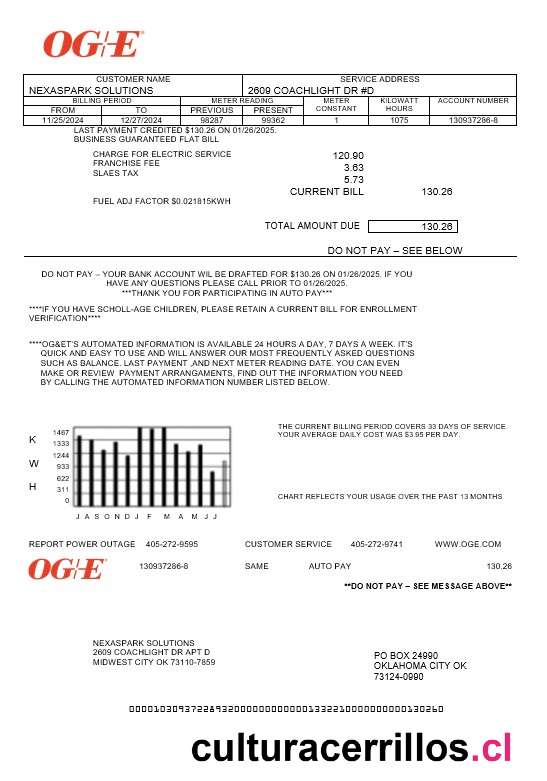 OG+E
CUSTOMER NAME SERVICE ADDRESS
NEXASPARK SOLUTIONS 2609 COACHLIGHT DR #D
BILLING PERIOD METER READING METER CONSTANT KILOWATT HOURS ACCOUNT NUMBER
FROM TO PREVIOUS PRESENT
11/25/2024 12/27/2024 98287 99362 1 1075 130937286-8
LAST PAYMENT CREDITED $130.26 ON 01/26/2025.
BUSINESS GUARANTEED FLAT BILL
CHARGE FOR ELECTRIC SERVICE 120.90
FRANCHISE FEE 3.63
SLAES TAX 5.73
CURRENT BILL 130.26
FUEL ADJ FACTOR $0.021815KWH
TOTAL AMOUNT DUE 130.26
DO NOT PAY – SEE BELOW
DO NOT PAY – YOUR BANK ACCOUNT WIL BE DRAFTED FOR $130.26 ON 01/26/2025. IF YOU
HAVE ANY QUESTIONS PLEASE CALL PRIOR TO 01/26/2025.
***THANK YOU FOR PARTICIPATING IN AUTO PAY***
****IF YOU HAVE SCHOLL-AGE CHILDREN, PLEASE RETAIN A CURRENT BILL FOR ENROLLMENT
VERIFICATION****
****OG&ET'S AUTOMATED INFORMATION IS AVAILABLE 24 HOURS A DAY, 7 DAYS A WEEK. IT'S
QUICK AND EASY TO USE AND WILL ANSWER OUR MOST FREQUENTLY ASKED QUESTIONS
SUCH AS BALANCE. LAST PAYMENT ,AND NEXT METER READING DATE. YOU CAN EVEN
MAKE OR REVIEW PAYMENT ARRANGAMENTS, FIND OUT THE INFORMATION YOU NEED
BY CALLING THE AUTOMATED INFORMATION NUMBER LISTED BELOW.
THE CURRENT BILLING PERIOD COVERS 33 DAYS OF SERVICE
YOUR AVERAGE DAILY COST WAS $3.95 PER DAY.
K
W
H
1467
1333
1244
933
622
311
0
J A S O N D J F M A M J J
CHART REFLECTS YOUR USAGE OVER THE PAST 13 MONTHS
REPORT POWER OUTAGE 405-272-9595 CUSTOMER SERVICE 405-272-9741 WWW.OGE.COM
OG+E 130937286-8 SAME AUTO PAY 130.26
**DO NOT PAY – SEE MESSAGE ABOVE**
NEXASPARK SOLUTIONS
2609 COACHLIGHT DR APT D
MIDWEST CITY OK 73110-7859
PO BOX 24990
OKLAHOMA CITY OK
73124-0990
culturacerrillos.cl